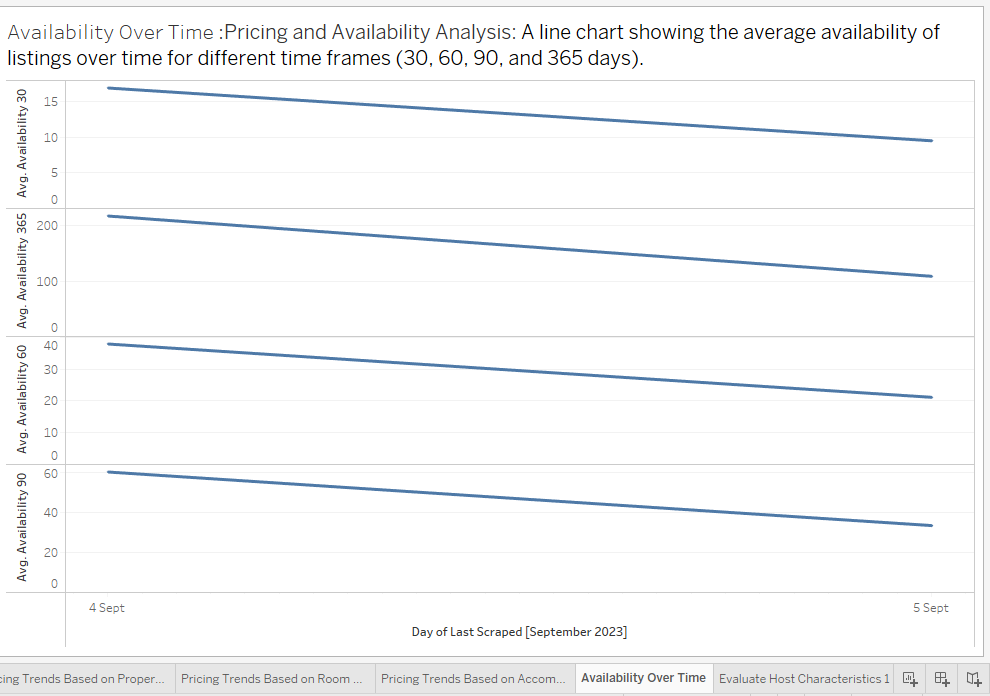 Availability Over Time :Pricing and Availability Analysis: A line chart showing the average availability of
listings over time for different time frames (30, 60, 90, and 365 days).
Avg. Availability 30
15
10
5
0
Avg. Availability 365
200
100
0
Avg. Availability 60
40
30
20
10
0
Avg. Availability 90
60
40
20
0
4 Sept
5 Sept
Day of Last Scraped [September 2023]
cing Trends Based on Proper...
Pricing Trends Based on Room ...
Pricing Trends Based on Accom...
Availability Over Time
Evaluate Host Characteristics 1